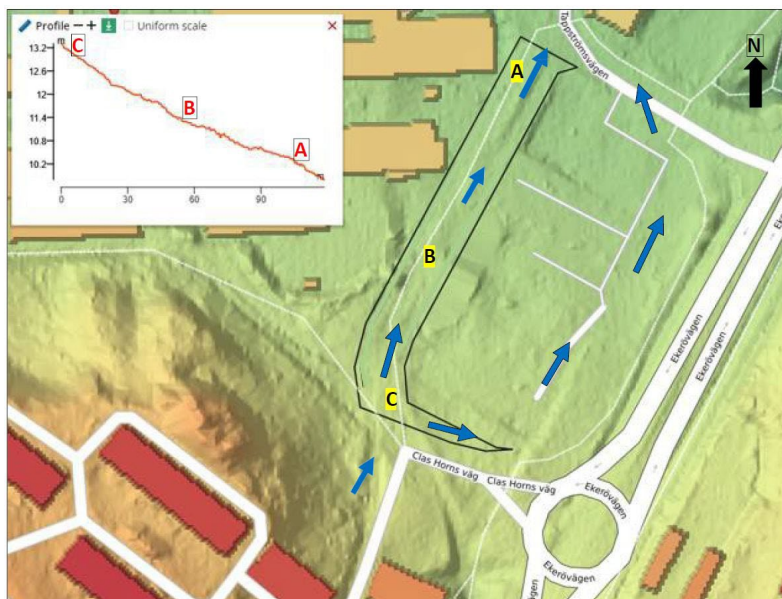 Profile
Uniform scale
m
13.2
12.6
12
11.4
10.8
10.2
0
30
60
90
m
C
B
A
A
B
C
N
Tappströmsvägen
Ekerövägen
Ekerövägen
Clas Horns väg
Clas Horns väg
Ekerövägen
Ekerövägen